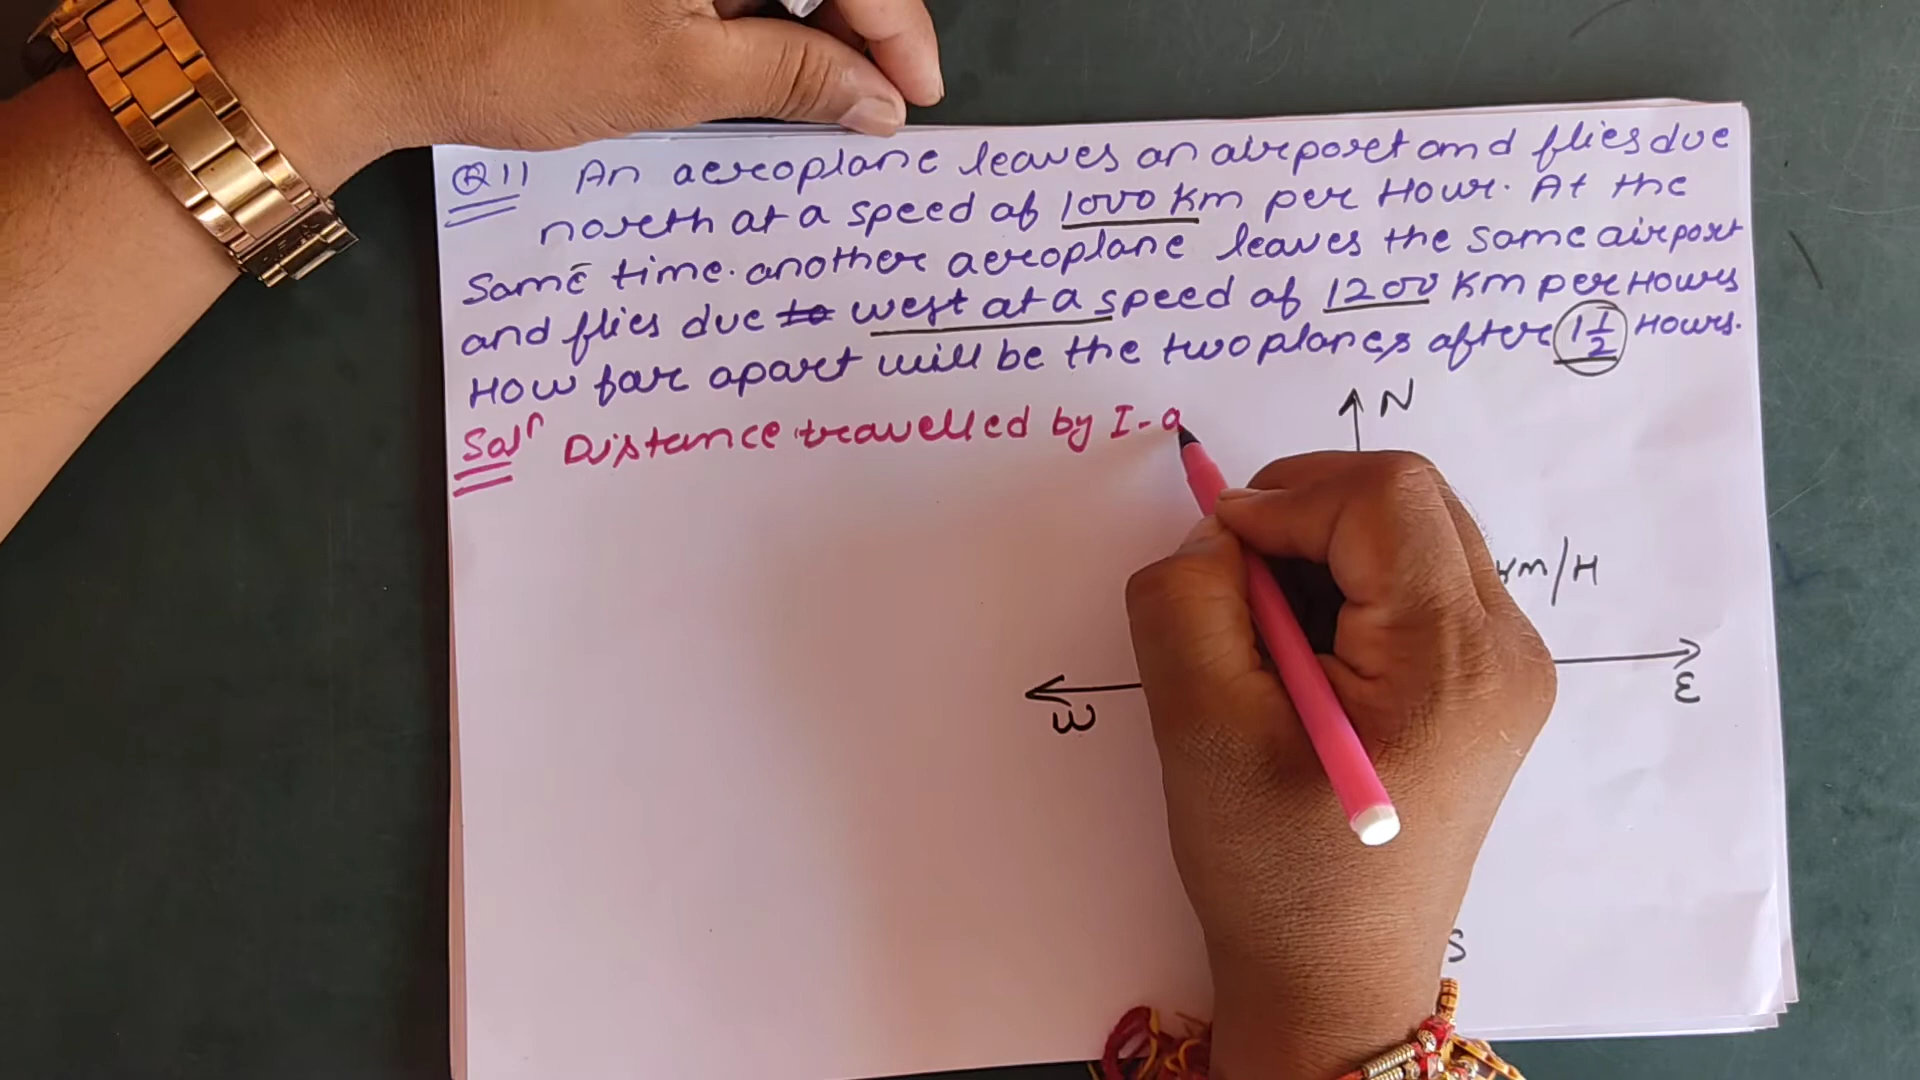 Q11 An aeroplane leaves an airport and flies due
north at a speed of 1000 Km per Hour. At the
same time. another aeroplane leaves the same airport
and flies due to west at a speed of 1200 Km per Hours
How far apart will be the two planes after 1 1/2 Hours.
Solⁿ Distance travelled by I-a
N
Km/H
E
W
S